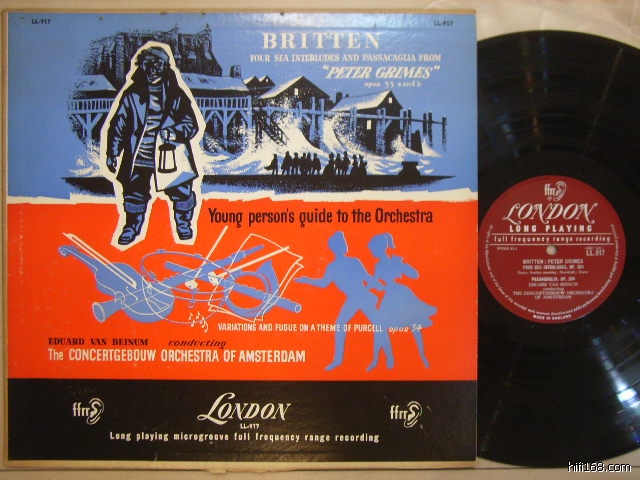 LL-917
LL-917
BRITTEN
FOUR SEA INTERLUDES AND PASSACAGLIA FROM
"PETER GRIMES"
opus 33 a and b
Young person's guide to the Orchestra
VARIATIONS AND FUGUE ON A THEME OF PURCELL opus 34
EDUARD VAN BEINUM conducting
The CONCERTGEBOUW ORCHESTRA OF AMSTERDAM
ffrr
LONDON
ffrr
LL-917
Long playing microgroove full frequency range recording
ffrr
LONDON
LONG PLAYING
full frequency range recording
LL.917
BRITTEN: PETER GRIMES
FOUR SEA INTERLUDES, OP. 33a
PASSACAGLIA, OP. 33b
EDUARD VAN BEINUM
conducting
THE CONCERTGEBOUW ORCHESTRA
OF AMSTERDAM
MADE IN ENGLAND
hifi168.com